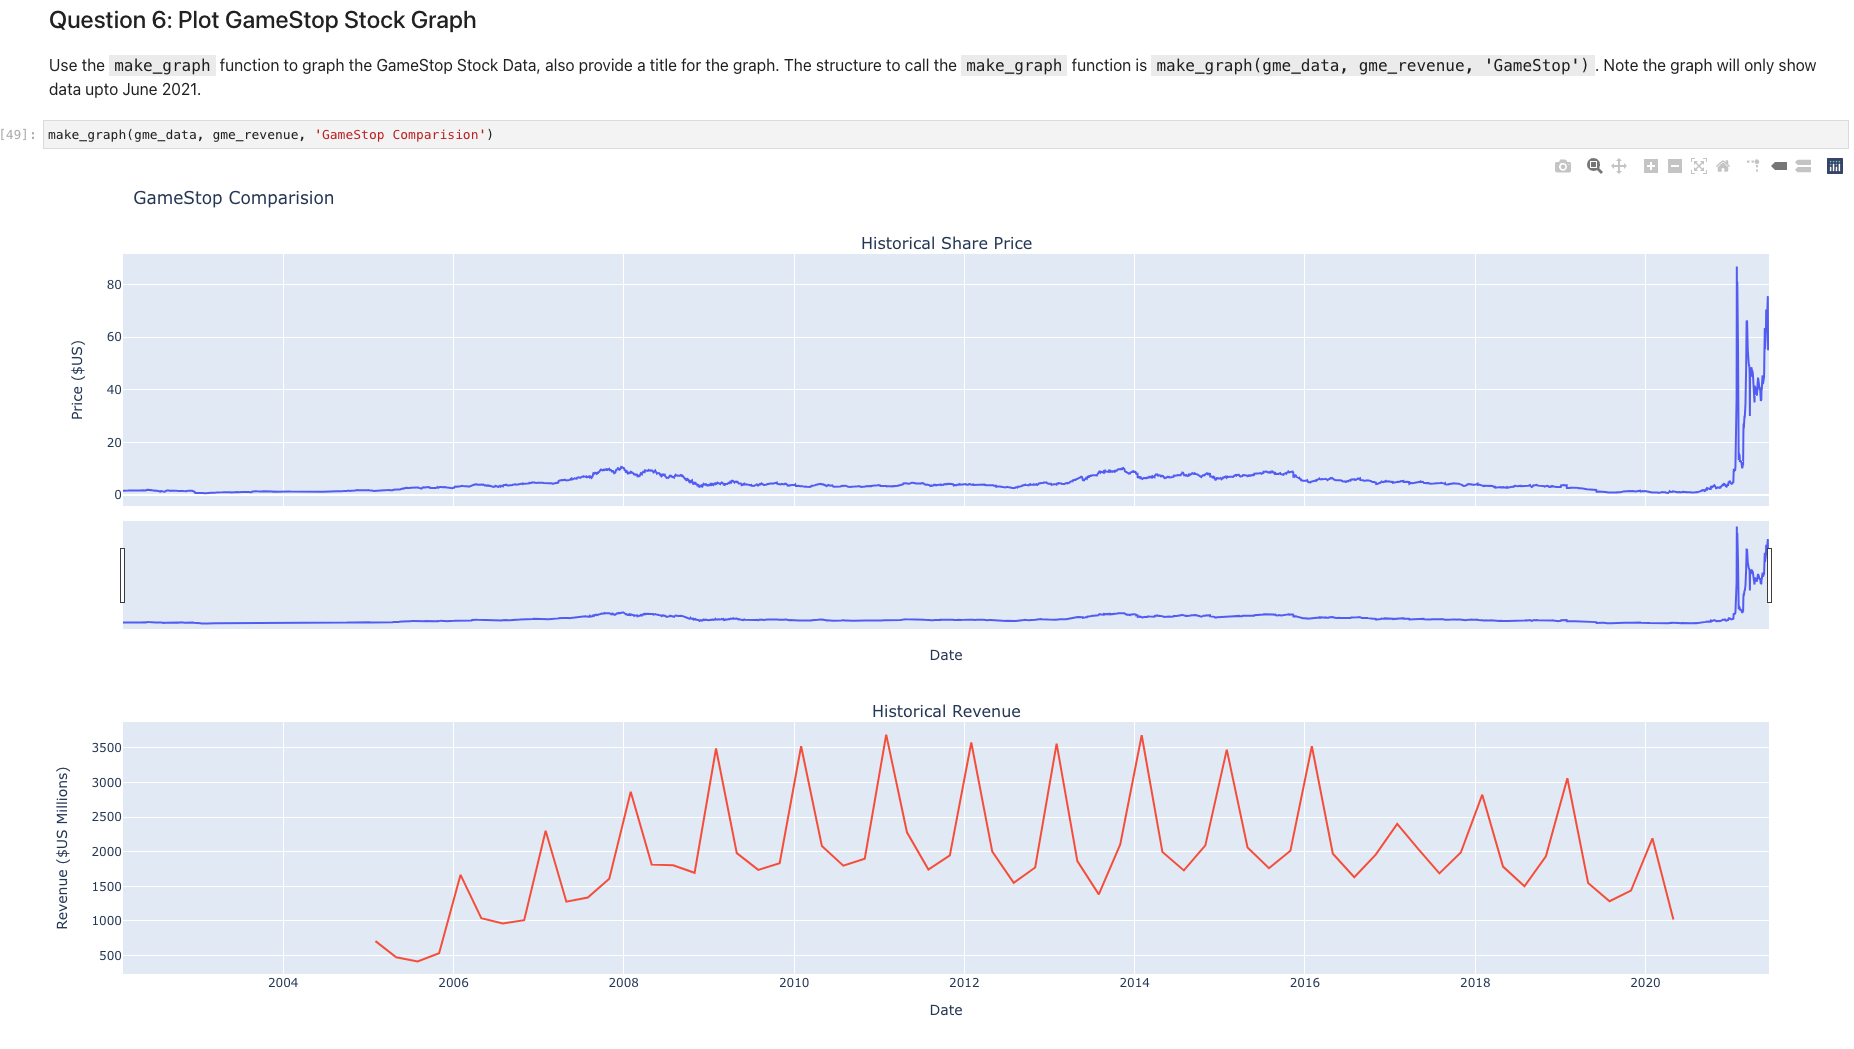 Question 6: Plot GameStop Stock Graph
Use the make_graph function to graph the GameStop Stock Data, also provide a title for the graph. The structure to call the make_graph function is make_graph(gme_data, gme_revenue, 'GameStop') . Note the graph will only show
data upto June 2021.
[49]: make_graph(gme_data, gme_revenue, 'GameStop Comparision')
GameStop Comparision
Historical Share Price
80
60
40
20
0
Price ($US)
Date
Historical Revenue
3500
3000
2500
2000
1500
1000
500
Revenue ($US Millions)
2004 2006 2008 2010 2012 2014 2016 2018 2020
Date